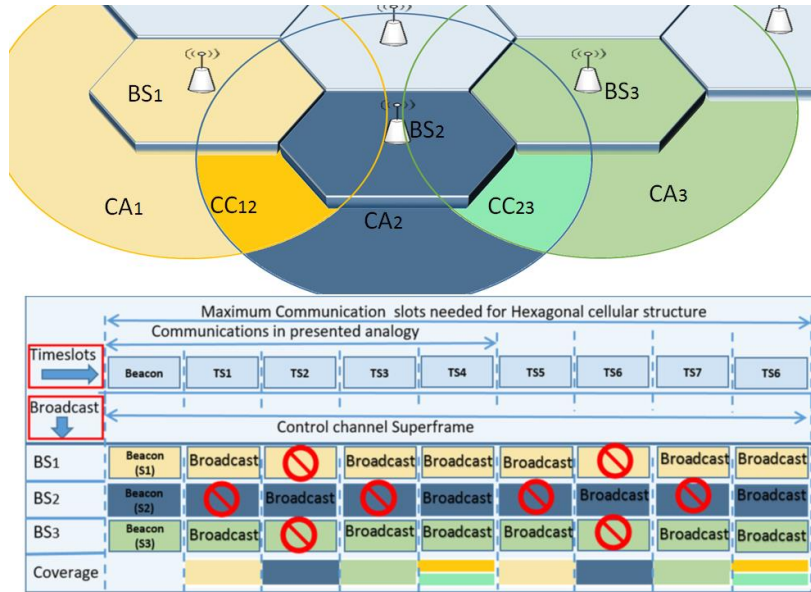 BS1
BS2
BS3
CA1
CC12
CA2
CC23
CA3
Maximum Communication slots needed for Hexagonal cellular structure
Communications in presented analogy
Timeslots
Beacon TS1 TS2 TS3 TS4 TS5 TS6 TS7 TS6
Broadcast
Control channel Superframe
BS1 Beacon (S1) Broadcast Broadcast Broadcast Broadcast Broadcast Broadcast
BS2 Beacon (S2) Broadcast Broadcast Broadcast Broadcast
BS3 Beacon (S3) Broadcast Broadcast Broadcast Broadcast Broadcast Broadcast
Coverage